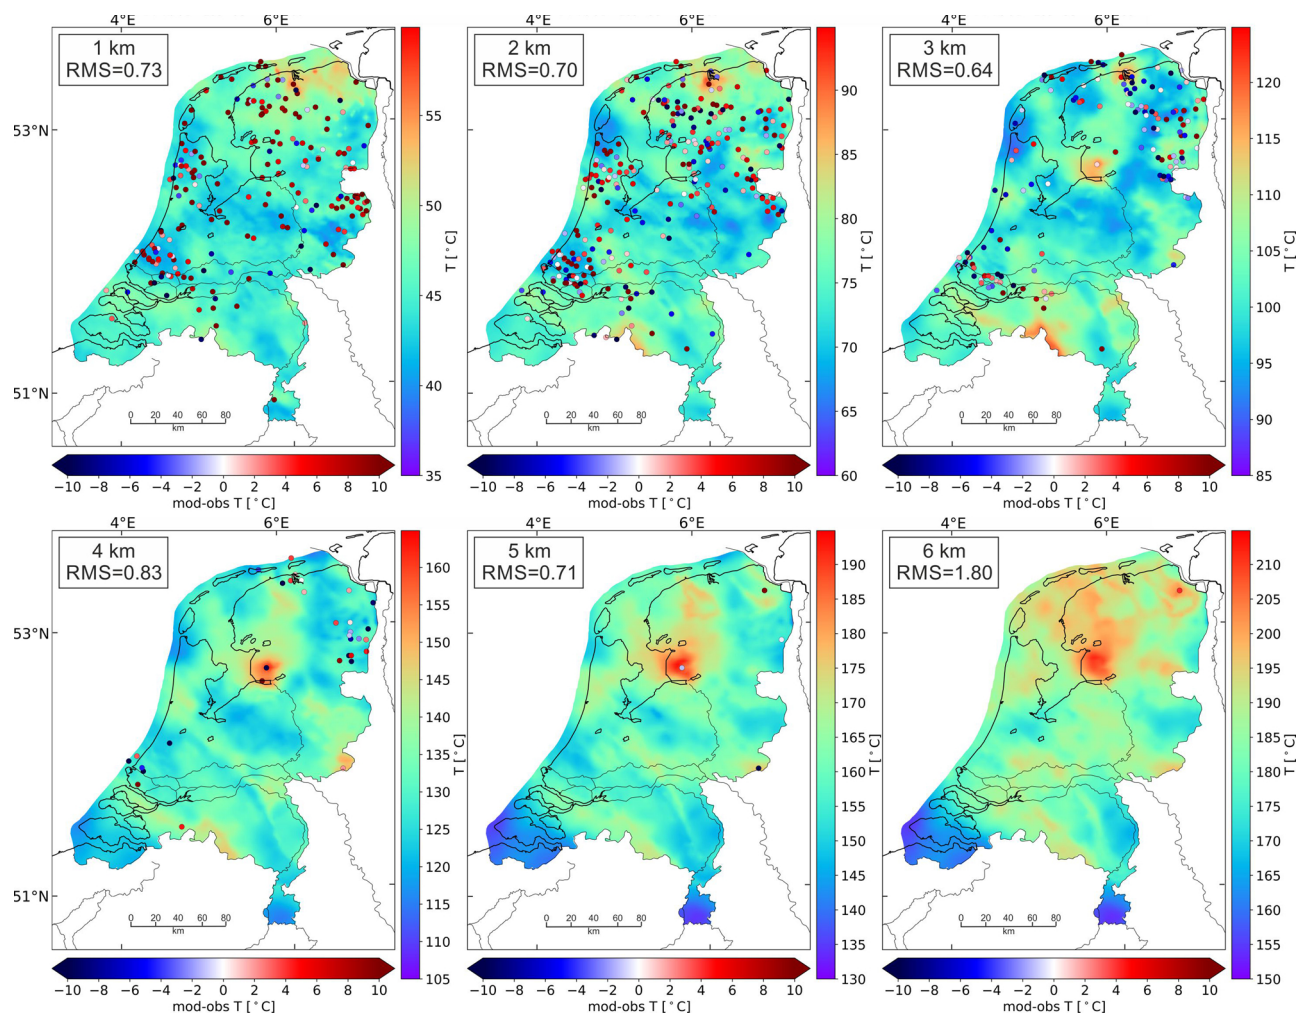 4°E 6°E 4°E 6°E 4°E 6°E
1 km
RMS=0.73
2 km
RMS=0.70
3 km
RMS=0.64
53°N
51°N
55
50
45
40
35
T [°C]
90
85
80
75
70
65
60
T [°C]
120
115
110
105
100
95
90
85
T [°C]
0 20 40 60 80
km
0 20 40 60 80
km
0 20 40 60 80
km
−10 −8 −6 −4 −2 0 2 4 6 8 10
mod-obs T [°C]
−10 −8 −6 −4 −2 0 2 4 6 8 10
mod-obs T [°C]
−10 −8 −6 −4 −2 0 2 4 6 8 10
mod-obs T [°C]
4°E 6°E 6°E 6°E
4 km
RMS=0.83
5 km
RMS=0.71
6 km
RMS=1.80
53°N
51°N
160
155
150
145
140
135
130
125
120
115
110
105
T [°C]
190
185
180
175
170
165
160
155
150
145
140
135
130
T [°C]
210
205
200
195
190
185
180
175
170
165
160
155
150
T [°C]
0 20 40 60 80
km
0 20 40 60 80
km
0 20 40 60 80
km
−10 −8 −6 −4 −2 0 2 4 6 8 10
mod-obs T [°C]
−10 −8 −6 −4 −2 0 2 4 6 8 10
mod-obs T [°C]
−10 −8 −6 −4 −2 0 2 4 6 8 10
mod-obs T [°C]